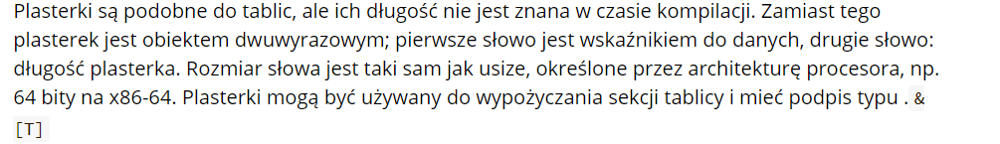 Plasterki są podobne do tablic, ale ich długość nie jest znana w czasie kompilacji. Zamiast tego
plasterek jest obiektem dwuwyrazowym; pierwsze słowo jest wskaźnikiem do danych, drugie słowo:
długość plasterka. Rozmiar słowa jest taki sam jak usize, określone przez architekturę procesora, np.
64 bity na x86-64. Plasterki mogą być używany do wypożyczania sekcji tablicy i mieć podpis typu . &
[T]